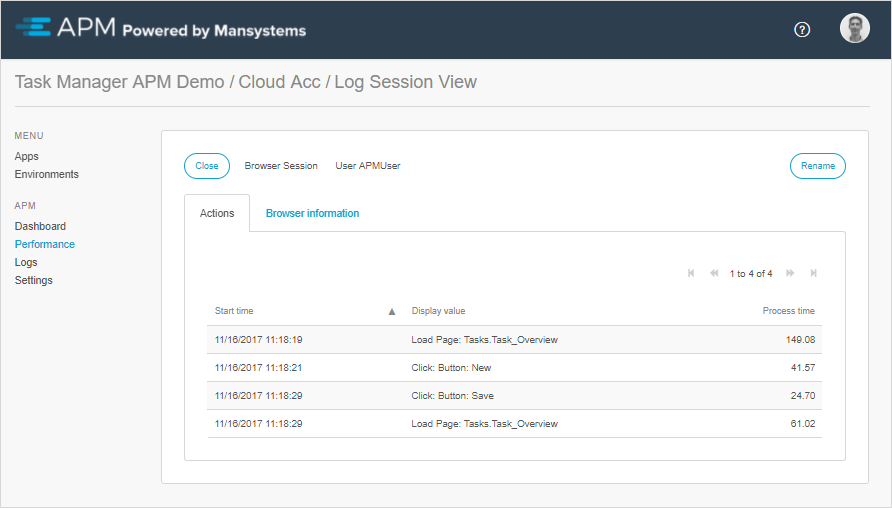 APM Powered by Mansystems
Task Manager APM Demo / Cloud Acc / Log Session View
MENU
Apps
Environments
APM
Dashboard
Performance
Logs
Settings
Close Browser Session User APMUser Rename
Actions Browser information
1 to 4 of 4
Start time Display value Process time
11/16/2017 11:18:19 Load Page: Tasks.Task_Overview 149.08
11/16/2017 11:18:21 Click: Button: New 41.57
11/16/2017 11:18:29 Click: Button: Save 24.70
11/16/2017 11:18:29 Load Page: Tasks.Task_Overview 61.02